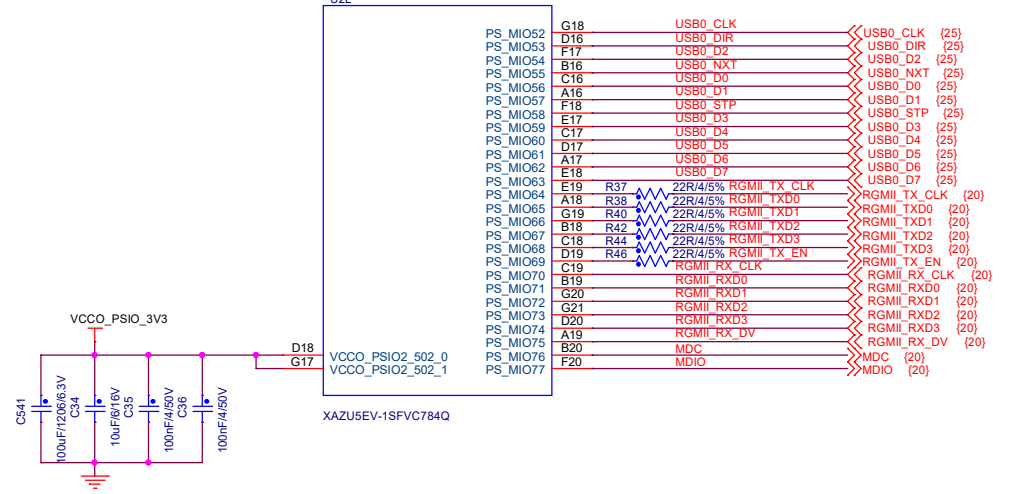 U2E
PS_MIO52 G18 USB0_CLK USB0_CLK {25}
PS_MIO53 D16 USB0_DIR USB0_DIR {25}
PS_MIO54 F17 USB0_D2 USB0_D2 {25}
PS_MIO55 B16 USB0_NXT USB0_NXT {25}
PS_MIO56 C16 USB0_D0 USB0_D0 {25}
PS_MIO57 A16 USB0_D1 USB0_D1 {25}
PS_MIO58 F18 USB0_STP USB0_STP {25}
PS_MIO59 E17 USB0_D3 USB0_D3 {25}
PS_MIO60 C17 USB0_D4 USB0_D4 {25}
PS_MIO61 D17 USB0_D5 USB0_D5 {25}
PS_MIO62 A17 USB0_D6 USB0_D6 {25}
PS_MIO63 E18 USB0_D7 USB0_D7 {25}
PS_MIO64 E19 R37 22R/4/5% RGMII_TX_CLK RGMII_TX_CLK {20}
PS_MIO65 A18 R38 22R/4/5% RGMII_TXD0 RGMII_TXD0 {20}
PS_MIO66 G19 R40 22R/4/5% RGMII_TXD1 RGMII_TXD1 {20}
PS_MIO67 B18 R42 22R/4/5% RGMII_TXD2 RGMII_TXD2 {20}
PS_MIO68 C18 R44 22R/4/5% RGMII_TXD3 RGMII_TXD3 {20}
PS_MIO69 D19 R46 22R/4/5% RGMII_TX_EN RGMII_TX_EN {20}
PS_MIO70 C19 RGMII_RX_CLK RGMII_RX_CLK {20}
PS_MIO71 B19 RGMII_RXD0 RGMII_RXD0 {20}
PS_MIO72 G20 RGMII_RXD1 RGMII_RXD1 {20}
PS_MIO73 G21 RGMII_RXD2 RGMII_RXD2 {20}
PS_MIO74 D20 RGMII_RXD3 RGMII_RXD3 {20}
PS_MIO75 A19 RGMII_RX_DV RGMII_RX_DV {20}
PS_MIO76 B20 MDC MDC {20}
PS_MIO77 F20 MDIO MDIO {20}
VCCO_PSIO_3V3
D18 VCCO_PSIO2_502_0
G17 VCCO_PSIO2_502_1
C541 100uF/1206/6.3V
C34 10uF/6/16V
C35 100nF/4/50V
C36 100nF/4/50V
XAZU5EV-1SFVC784Q